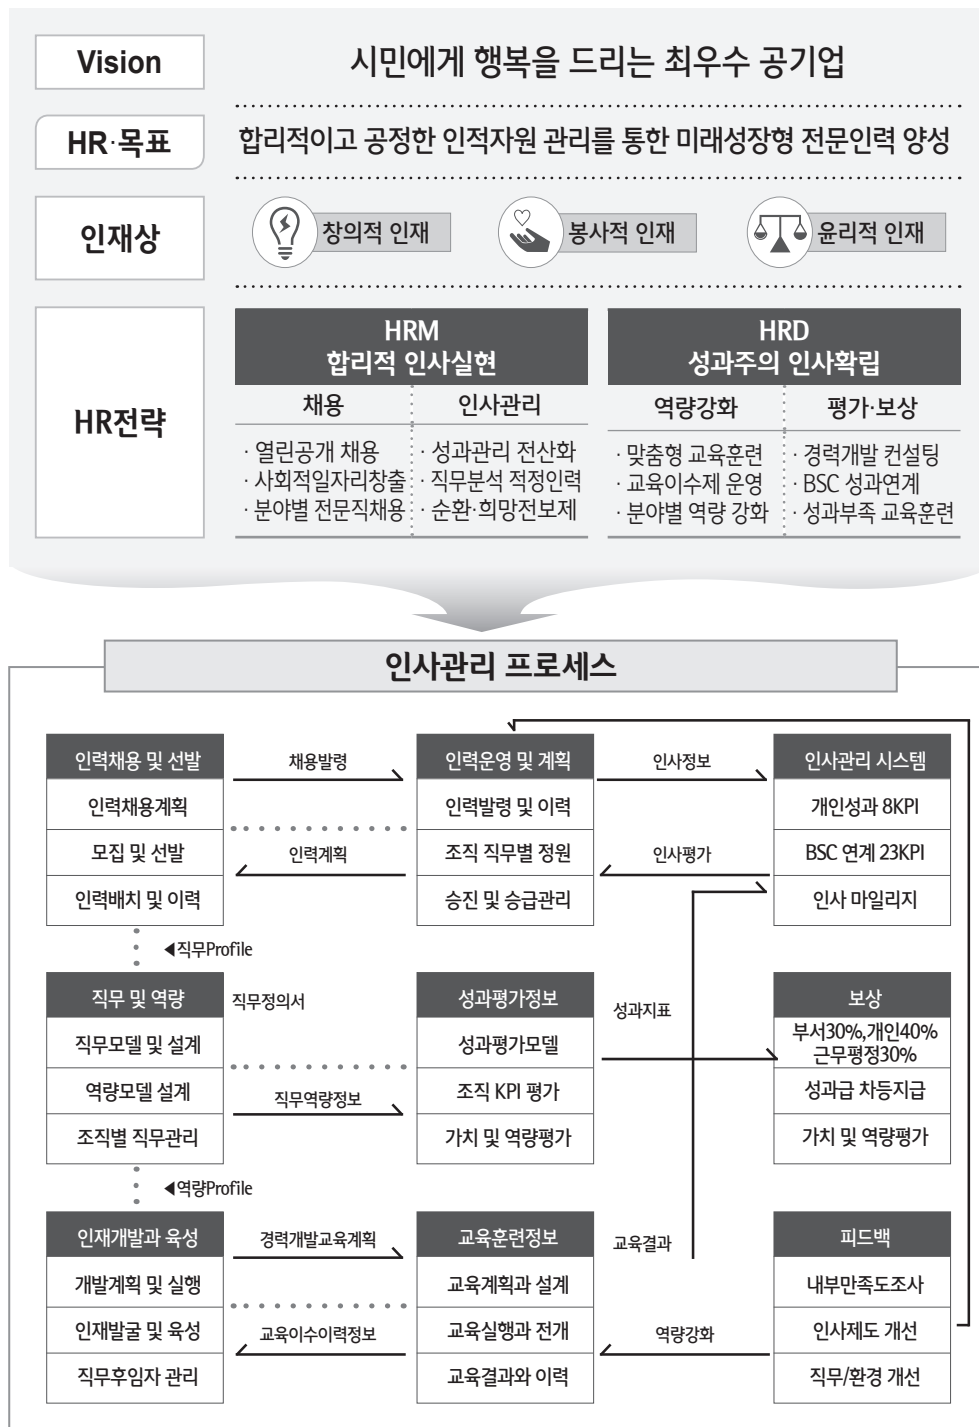 Vision
시민에게 행복을 드리는 최우수 공기업
HR·목표
합리적이고 공정한 인적자원 관리를 통한 미래성장형 전문인력 양성
인재상
창의적 인재
봉사적 인재
윤리적 인재
HR전략
HRM
합리적 인사실현
채용
인사관리
· 열린공개 채용
· 사회적일자리창출
· 분야별 전문직채용
· 성과관리 전산화
· 직무분석 적정인력
· 순환·희망전보제
HRD
성과주의 인사확립
역량강화
평가·보상
· 맞춤형 교육훈련
· 교육이수제 운영
· 분야별 역량 강화
· 경력개발 컨설팅
· BSC 성과연계
· 성과부족 교육훈련
인사관리 프로세스
인력채용 및 선발
인력채용계획
모집 및 선발
인력배치 및 이력
채용발령
인력계획
인력운영 및 계획
인력발령 및 이력
조직 직무별 정원
승진 및 승급관리
인사정보
인사평가
인사관리 시스템
개인성과 8KPI
BSC 연계 23KPI
인사 마일리지
◀직무Profile
직무 및 역량
직무모델 및 설계
역량모델 설계
조직별 직무관리
직무정의서
직무역량정보
성과평가정보
성과평가모델
조직 KPI 평가
가치 및 역량평가
성과지표
보상
부서30%,개인40%
근무평정30%
성과급 차등지급
가치 및 역량평가
◀역량Profile
인재개발과 육성
개발계획 및 실행
인재발굴 및 육성
직무후임자 관리
경력개발교육계획
교육이수이력정보
교육훈련정보
교육계획과 설계
교육실행과 전개
교육결과와 이력
교육결과
역량강화
피드백
내부만족도조사
인사제도 개선
직무/환경 개선